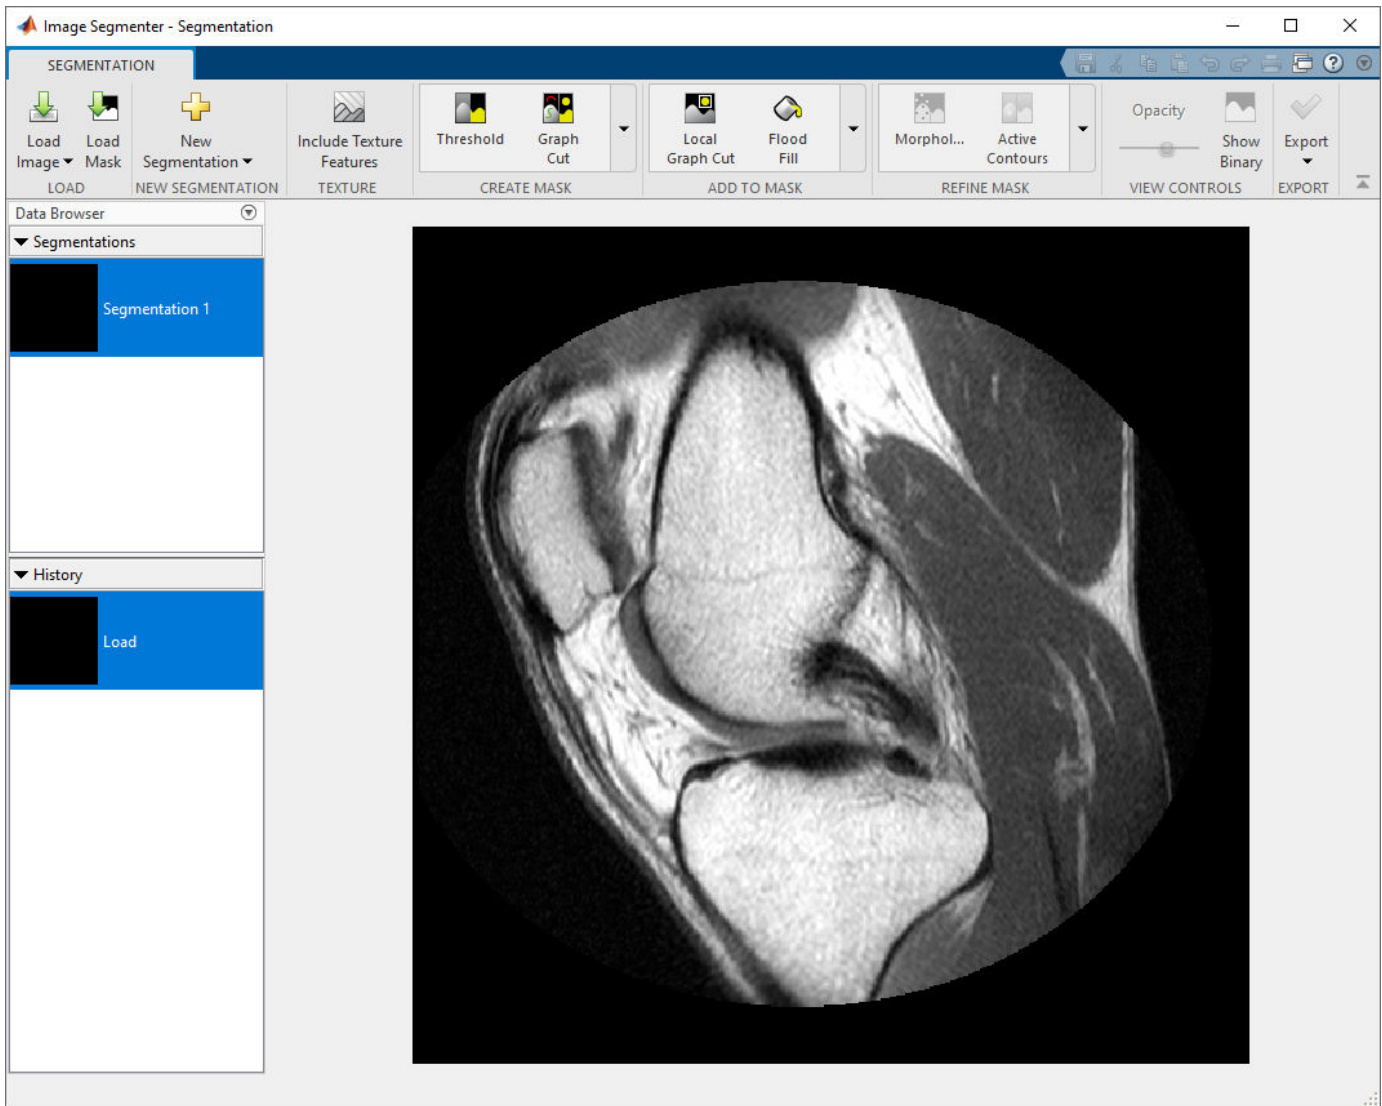 Image Segmenter - Segmentation
SEGMENTATION
Load Image
Load Mask
New Segmentation
Include Texture Features
Threshold
Graph Cut
Local Graph Cut
Flood Fill
Morphol...
Active Contours
Opacity
Show Binary
Export
LOAD
NEW SEGMENTATION
TEXTURE
CREATE MASK
ADD TO MASK
REFINE MASK
VIEW CONTROLS
EXPORT
Data Browser
Segmentations
Segmentation 1
History
Load